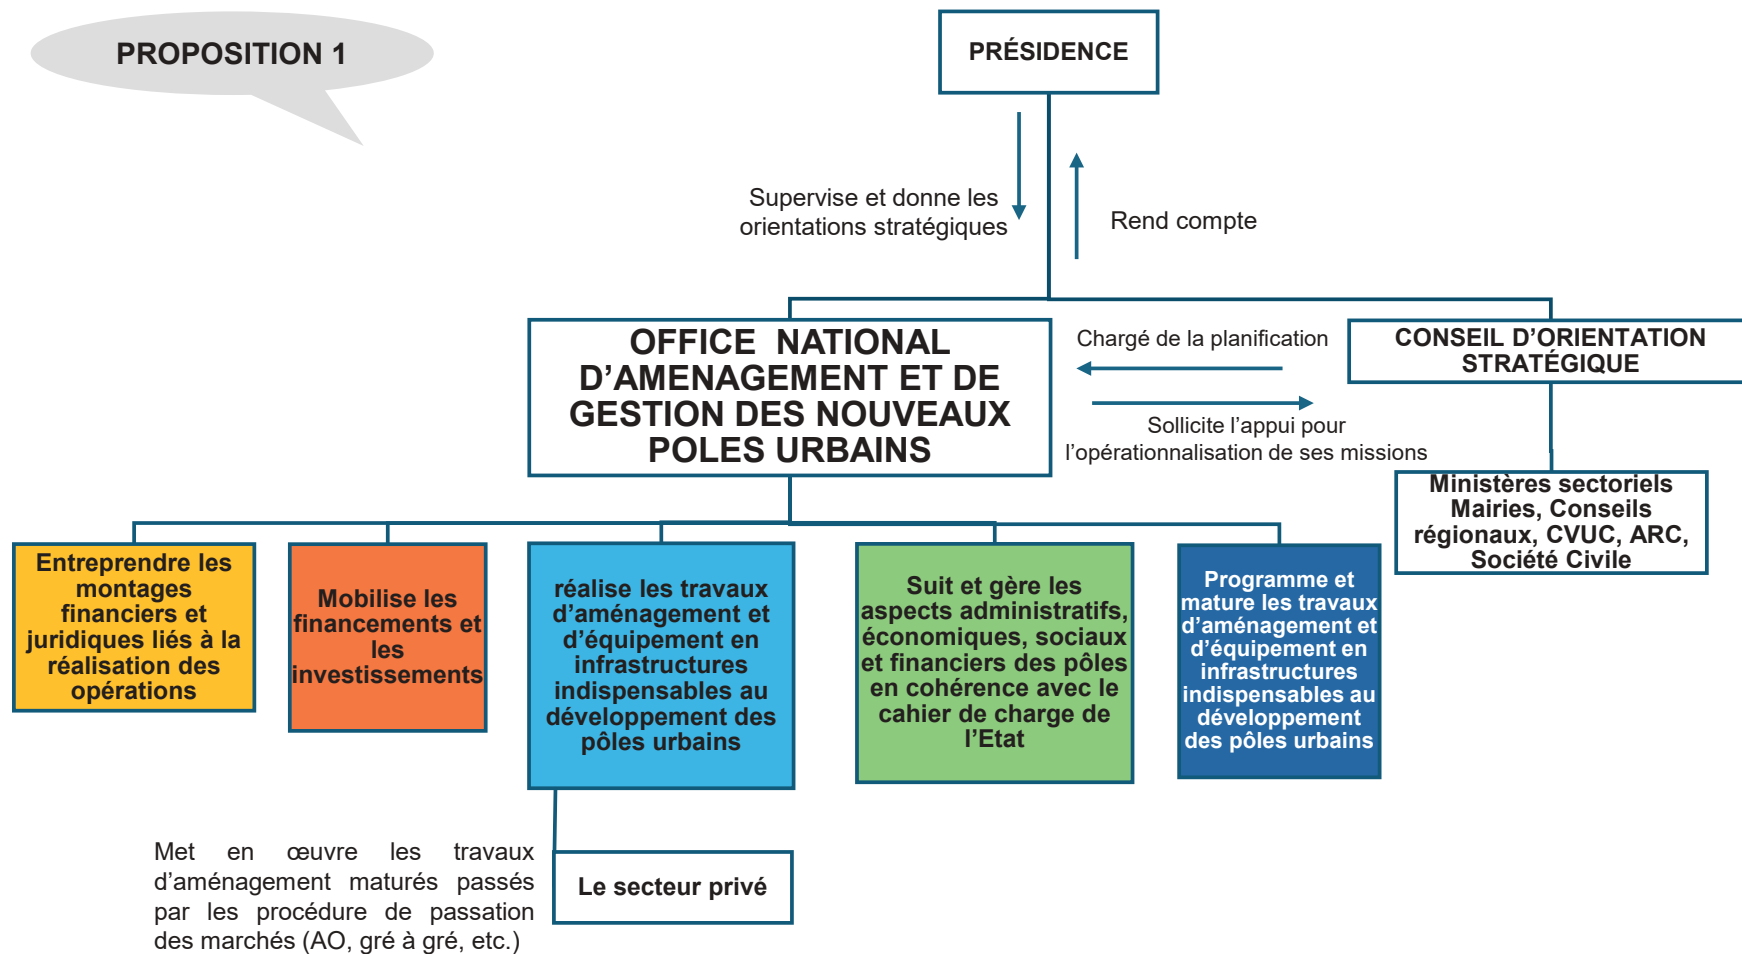 PROPOSITION 1
PRÉSIDENCE
Supervise et donne les
orientations stratégiques
Rend compte
OFFICE NATIONAL
D’AMENAGEMENT ET DE
GESTION DES NOUVEAUX
POLES URBAINS
Chargé de la planification
Sollicite l’appui pour
l’opérationnalisation de ses missions
CONSEIL D’ORIENTATION
STRATÉGIQUE
Ministères sectoriels
Mairies, Conseils
régionaux, CVUC, ARC,
Société Civile
Entreprendre les
montages
financiers et
juridiques liés à la
réalisation des
opérations
Mobilise les
financements et
les
investissements
réalise les travaux
d’aménagement et
d’équipement en
infrastructures
indispensables au
développement des
pôles urbains
Suit et gère les
aspects administratifs,
économiques, sociaux
et financiers des pôles
en cohérence avec le
cahier de charge de
l’Etat
Programme et
mature les travaux
d’aménagement et
d’équipement en
infrastructures
indispensables au
développement
des pôles urbains
Met en œuvre les travaux
d’aménagement maturés passés
par les procédure de passation
des marchés (AO, gré à gré, etc.)
Le secteur privé